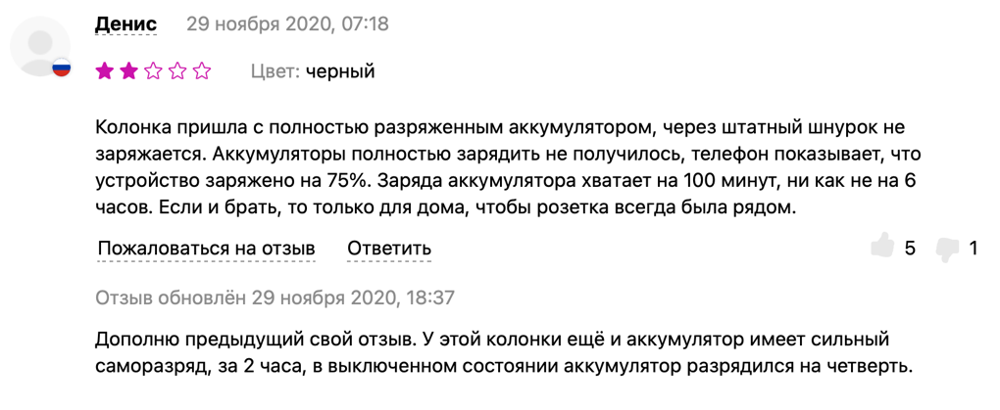 Денис 29 ноября 2020, 07:18
Цвет: черный
Колонка пришла с полностью разряженным аккумулятором, через штатный шнурок не
заряжается. Аккумуляторы полностью зарядить не получилось, телефон показывает, что
устройство заряжено на 75%. Заряда аккумулятора хватает на 100 минут, ни как не на 6
часов. Если и брать, то только для дома, чтобы розетка всегда была рядом.
Пожаловаться на отзыв Ответить 5 1
Отзыв обновлён 29 ноября 2020, 18:37
Дополню предыдущий свой отзыв. У этой колонки ещё и аккумулятор имеет сильный
саморазряд, за 2 часа, в выключенном состоянии аккумулятор разрядился на четверть.